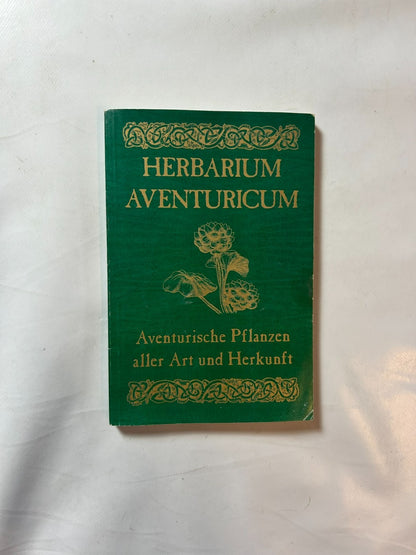 HERBARIUM
AVENTURICUM
Aventurische Pflanzen
aller Art und Herkunft